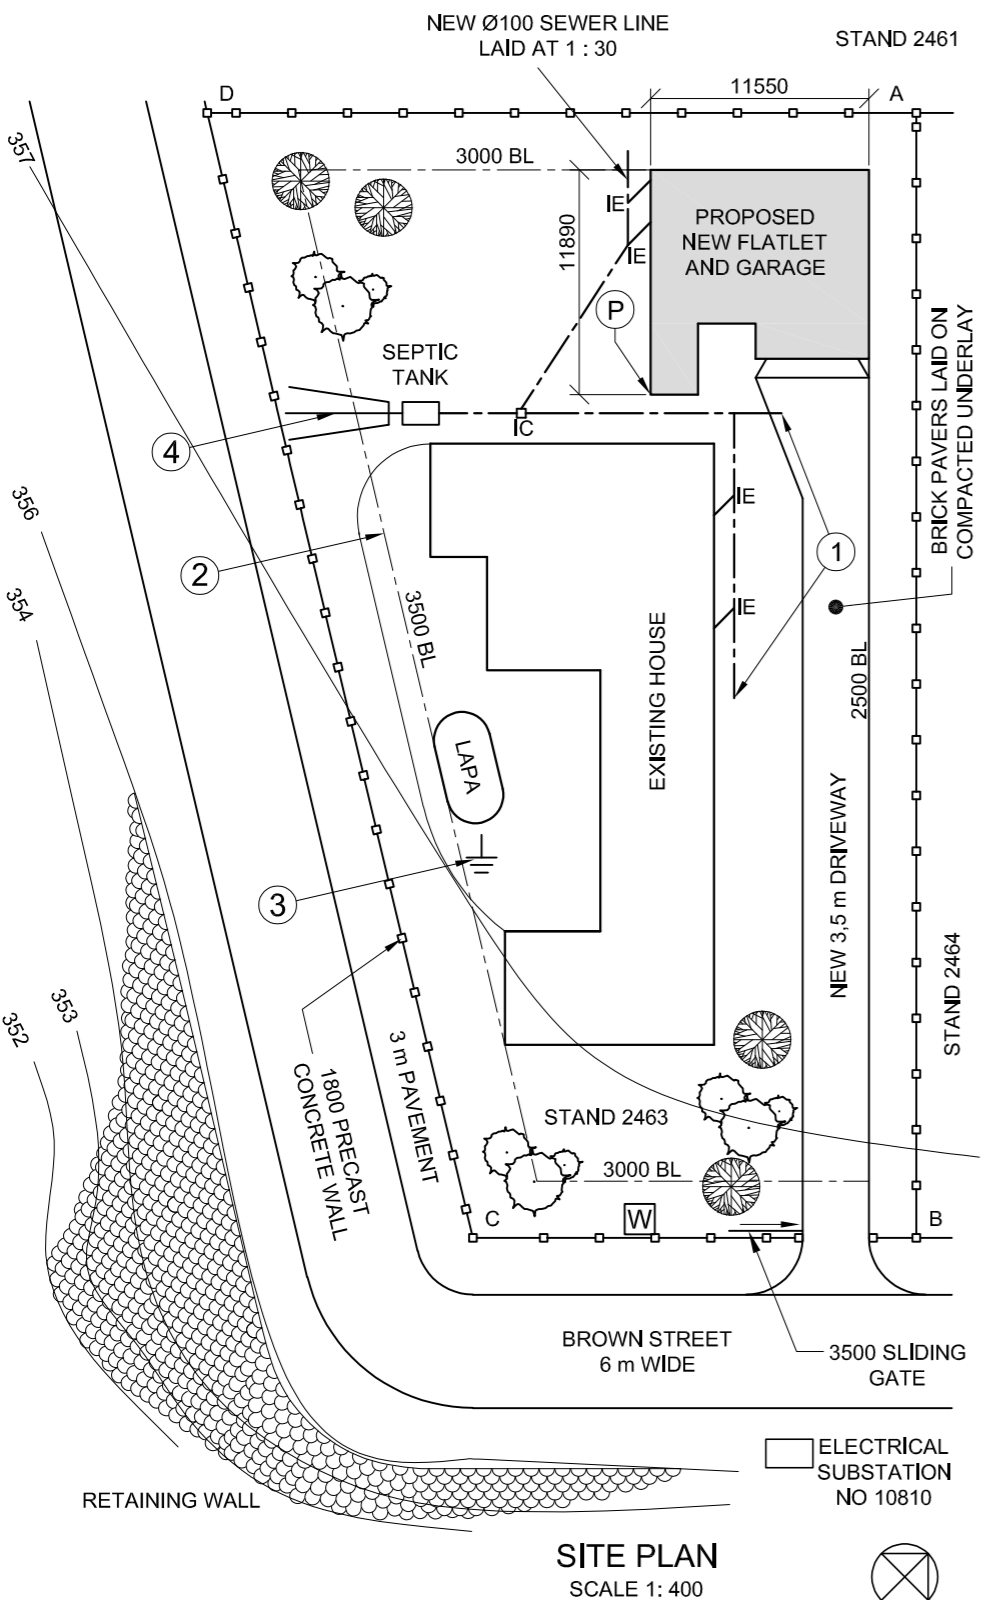 NEW Ø100 SEWER LINE
LAID AT 1 : 30
STAND 2461
11550
D
A
357
3000 BL
IE
IE
11890
PROPOSED
NEW FLATLET
AND GARAGE
P
SEPTIC
TANK
BRICK PAVERS LAID ON
COMPACTED UNDERLAY
IC
4
356
IE
1
2
354
3500 BL
IE
EXISTING HOUSE
2500 BL
LAPA
3
NEW 3,5 m DRIVEWAY
STAND 2464
353
352
3 m PAVEMENT
1800 PRECAST
CONCRETE WALL
STAND 2463
3000 BL
C
W
B
BROWN STREET
6 m WIDE
3500 SLIDING
GATE
ELECTRICAL
SUBSTATION
NO 10810
RETAINING WALL
SITE PLAN
SCALE 1: 400